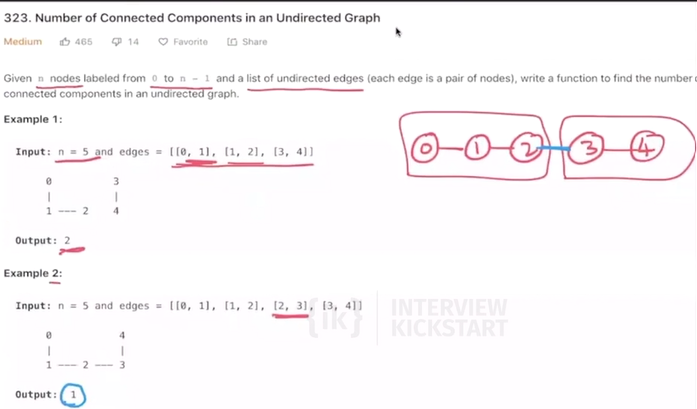 323. Number of Connected Components in an Undirected Graph
Medium 465 14 Favorite Share
Given n nodes labeled from 0 to n - 1 and a list of undirected edges (each edge is a pair of nodes), write a function to find the number
connected components in an undirected graph.
Example 1:
Input: n = 5 and edges = [[0, 1], [1, 2], [3, 4]]
0 3
| |
1 --- 2 4
Output: 2
0 1 2 3 4
Example 2:
Input: n = 5 and edges = [[0, 1], [1, 2], [2, 3], [3, 4]]
0 4
| |
1 --- 2 --- 3
Output: 1
{ik} INTERVIEW
KICKSTART